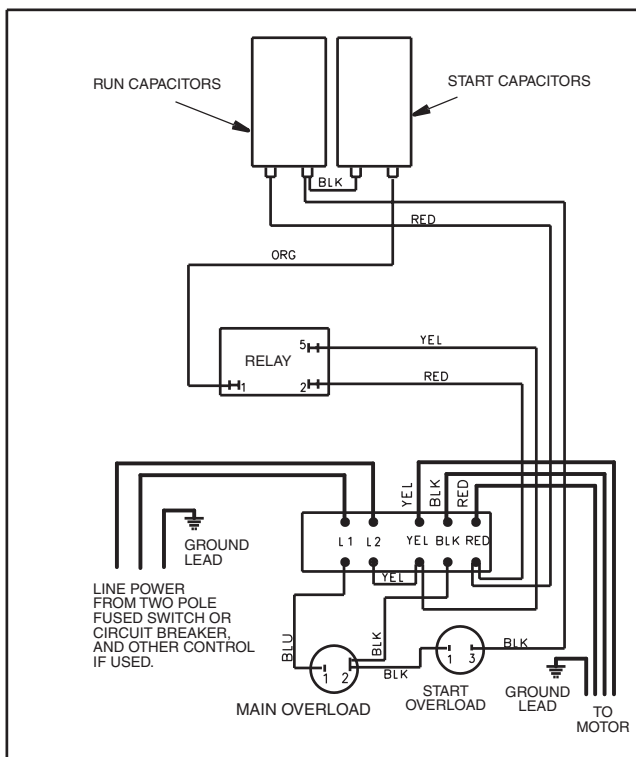 RUN CAPACITORS
START CAPACITORS
BLK
RED
ORG
RELAY
5
YEL
1
2
RED
YEL
BLK
RED
GROUND
LEAD
L1 L2 YEL BLK RED
YEL
LINE POWER
FROM TWO POLE
FUSED SWITCH OR
CIRCUIT BREAKER,
AND OTHER CONTROL
IF USED.
BLU
BLK
1 2
BLK
1 3
BLK
MAIN OVERLOAD
START
OVERLOAD
GROUND
LEAD
TO
MOTOR